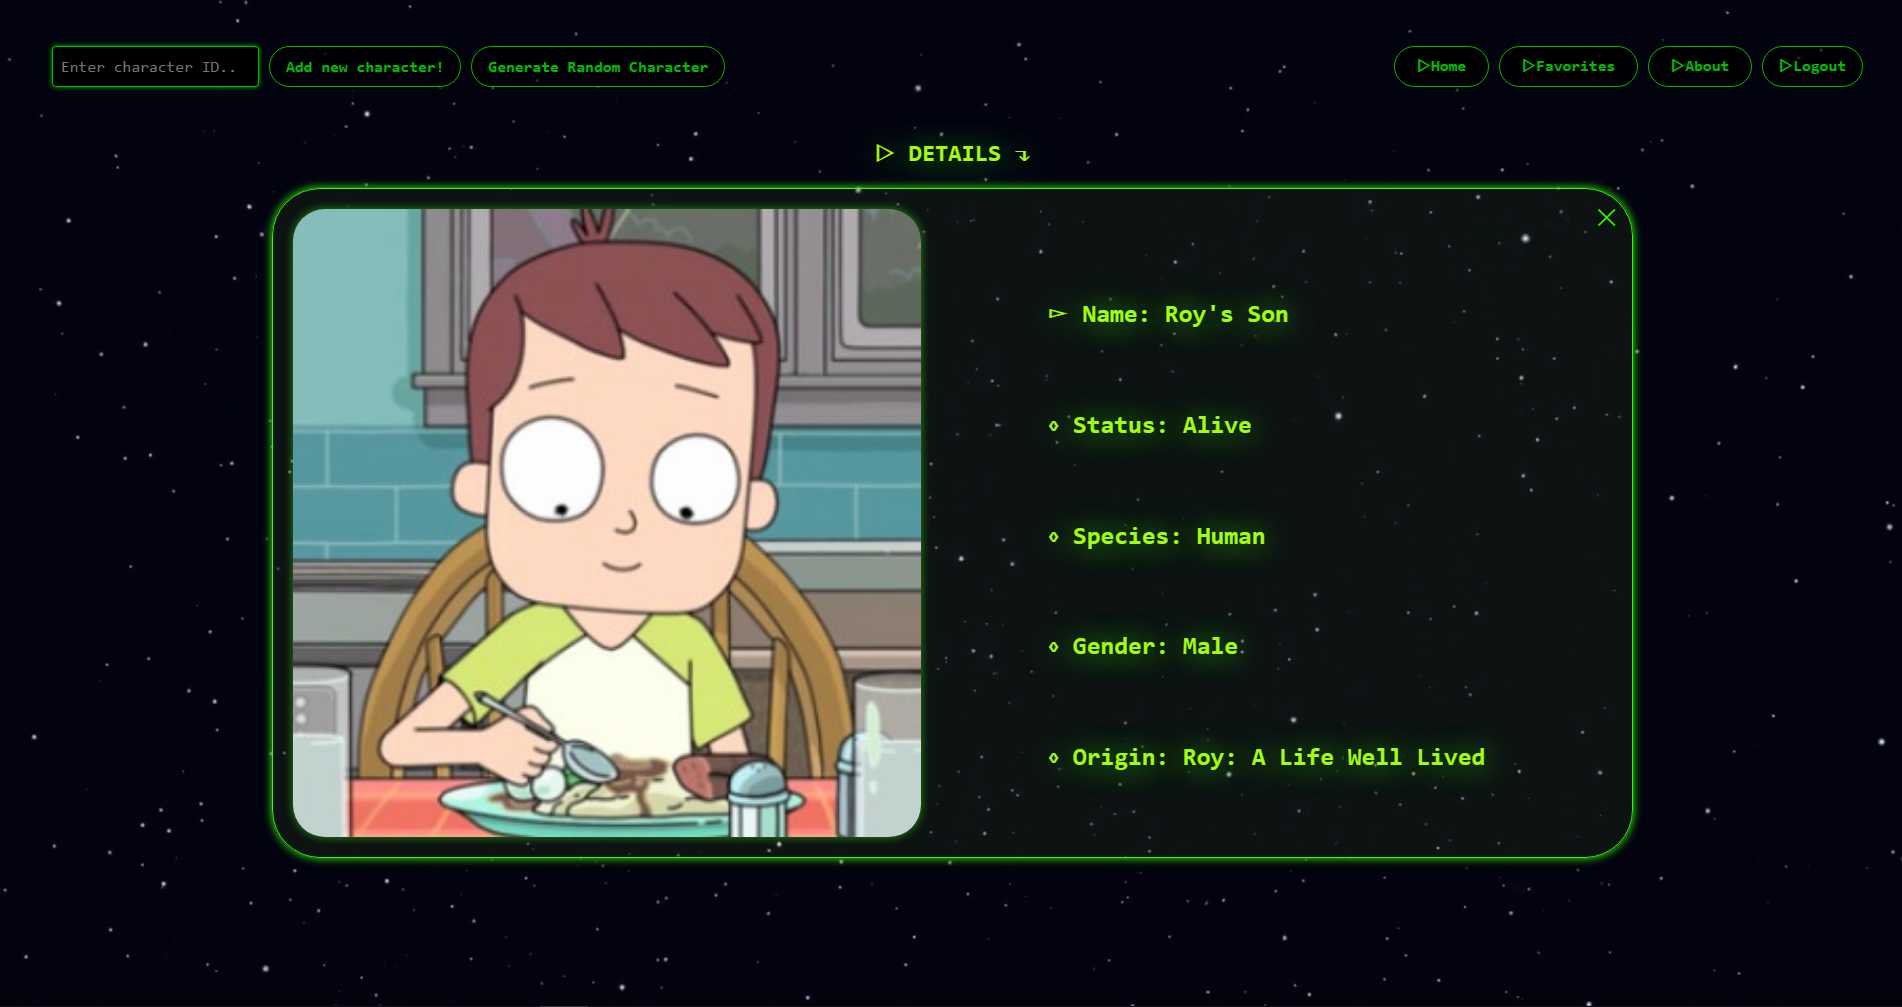 Enter character ID..
Add new character!
Generate Random Character
▷Home
▷Favorites
▷About
▷Logout
▷ DETAILS ↴
▻ Name: Roy's Son
⋄ Status: Alive
⋄ Species: Human
⋄ Gender: Male
⋄ Origin: Roy: A Life Well Lived